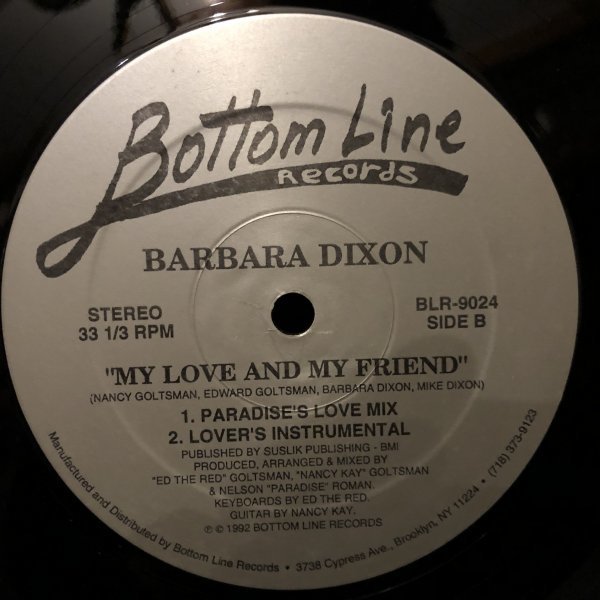 Bottom Line
Records
BARBARA DIXON
STEREO
33 1/3 RPM
BLR-9024
SIDE B
"MY LOVE AND MY FRIEND"
(NANCY GOLTSMAN, EDWARD GOLTSMAN, BARBARA DIXON, MIKE DIXON)
1. PARADISE'S LOVE MIX
2. LOVER'S INSTRUMENTAL
PUBLISHED BY SUSLIK PUBLISHING - BMI
PRODUCED, ARRANGED & MIXED BY
"ED THE RED" GOLTSMAN, "NANCY KAY" GOLTSMAN
& NELSON "PARADISE" ROMAN.
KEYBOARDS BY ED THE RED.
GUITAR BY NANCY KAY.
℗ © 1992 BOTTOM LINE RECORDS
Manufactured and Distributed by Bottom Line Records • 3738 Cypress Ave., Brooklyn, NY 11224 • (718) 373-9123